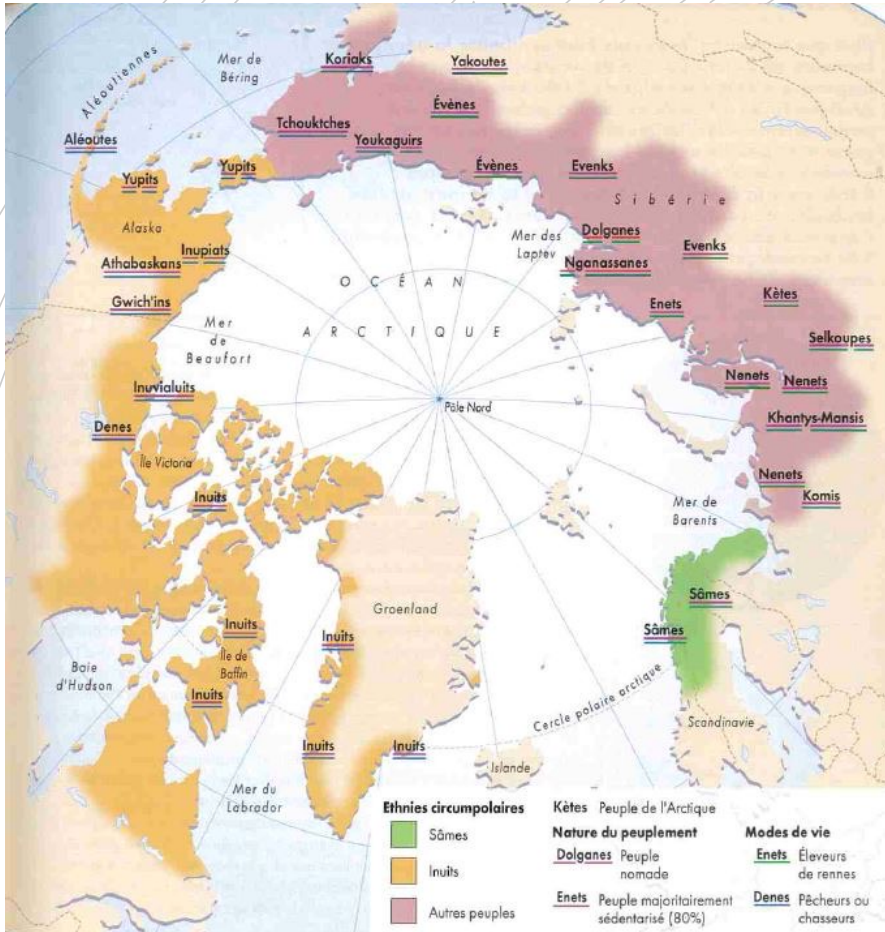 Mer de
Béring
Aléoutiennes
Koriaks
Yakoutes
Évènes
Tchouktches
Youkaguirs
Aléoutes
Yupits
Yupits
Évènes
Evenks
Sibérie
Alaska
Inupiats
Athabaskans
Gwich'ins
Mer des
Laptev
Dolganes
Evenks
Nganassanes
Enets
Kètes
Selkoupes
OCÉAN
ARCTIQUE
Mer
de
Beaufort
Pôle Nord
Nenets
Nenets
Khantys-Mansis
Nenets
Komis
Inuvialuits
Denes
Île Victoria
Inuits
Mer de
Barents
Groenland
Sâmes
Sâmes
Inuits
Inuits
Île de
Baffin
Inuits
Baie
d'Hudson
Cercle polaire arctique
Scandinavie
Inuits
Inuits
Islande
Mer du
Labrador
Ethnies circumpolaires
Sâmes
Inuits
Autres peuples
Kètes Peuple de l'Arctique
Nature du peuplement
Dolganes Peuple
nomade
Enets Peuple majoritairement
sédentarisé (80%)
Modes de vie
Enets Éleveurs
de rennes
Denes Pêcheurs ou
chasseurs